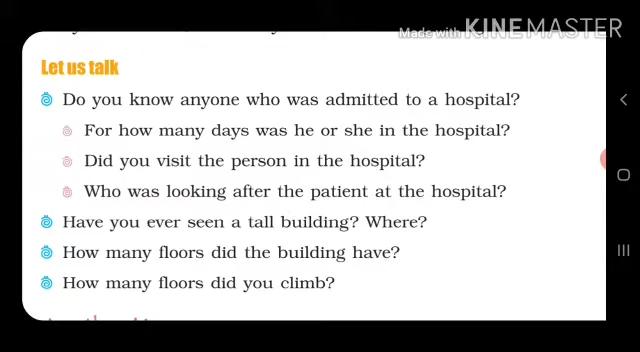 Made with KINEMASTER
Let us talk
Do you know anyone who was admitted to a hospital?
For how many days was he or she in the hospital?
Did you visit the person in the hospital?
Who was looking after the patient at the hospital?
Have you ever seen a tall building? Where?
How many floors did the building have?
How many floors did you climb?